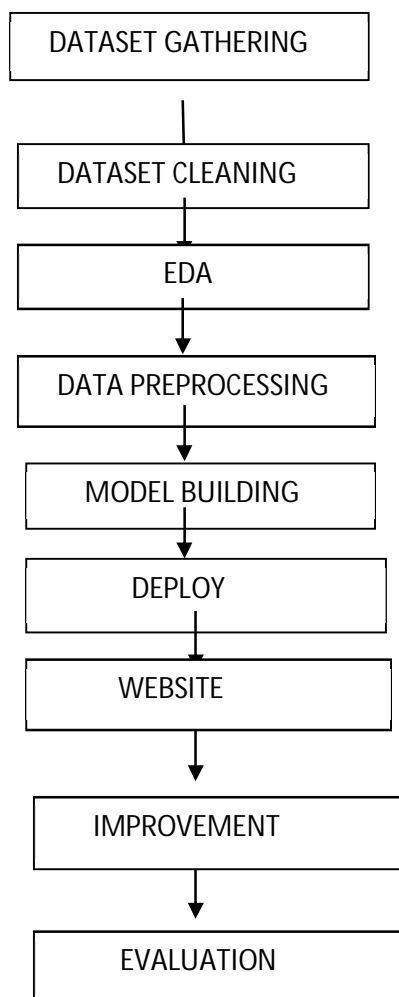 DATASET GATHERING
DATASET CLEANING
EDA
DATA PREPROCESSING
MODEL BUILDING
DEPLOY
WEBSITE
IMPROVEMENT
EVALUATION